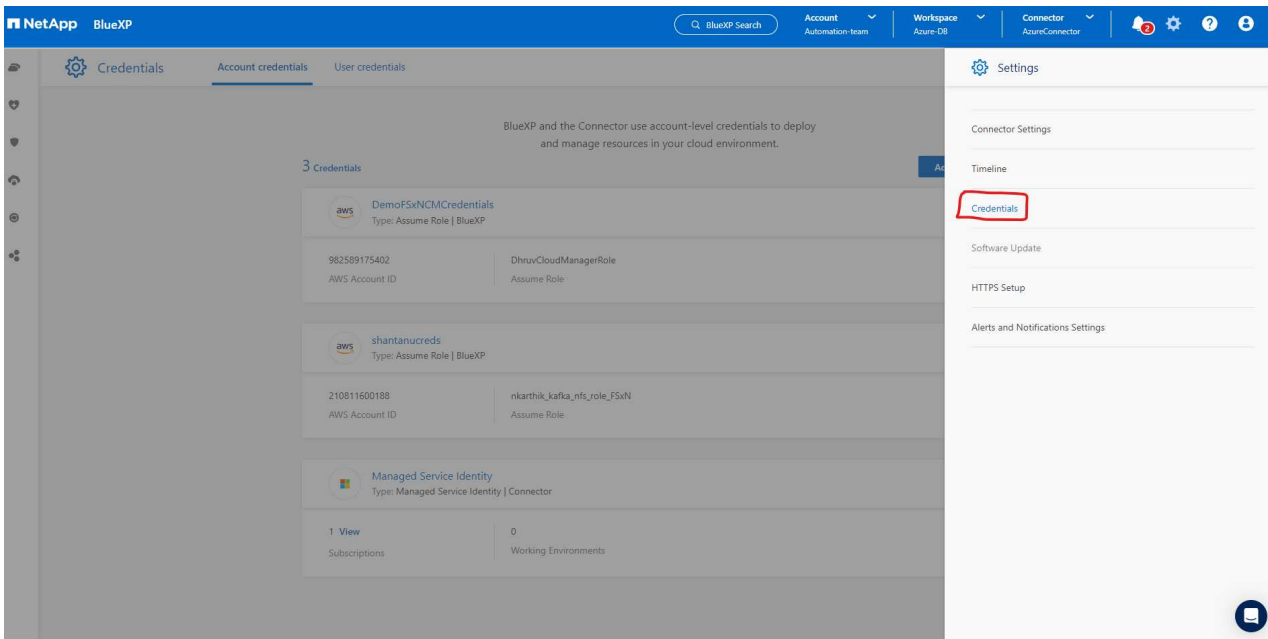 NetApp BlueXP
BlueXP Search
Account
Automation-team
Workspace
Azure-DB
Connector
AzureConnector
2
?
Credentials
Account credentials
User credentials
BlueXP and the Connector use account-level credentials to deploy
and manage resources in your cloud environment.
3 Credentials
Ad
aws
DemoFSxNCMCredentials
Type: Assume Role | BlueXP
982589175402
AWS Account ID
DhruvCloudManagerRole
Assume Role
aws
shantanucreds
Type: Assume Role | BlueXP
210811600188
AWS Account ID
nkarthik_kafka_nfs_role_FSxN
Assume Role
Managed Service Identity
Type: Managed Service Identity | Connector
1 View
Subscriptions
0
Working Environments
Settings
Connector Settings
Timeline
Credentials
Software Update
HTTPS Setup
Alerts and Notifications Settings